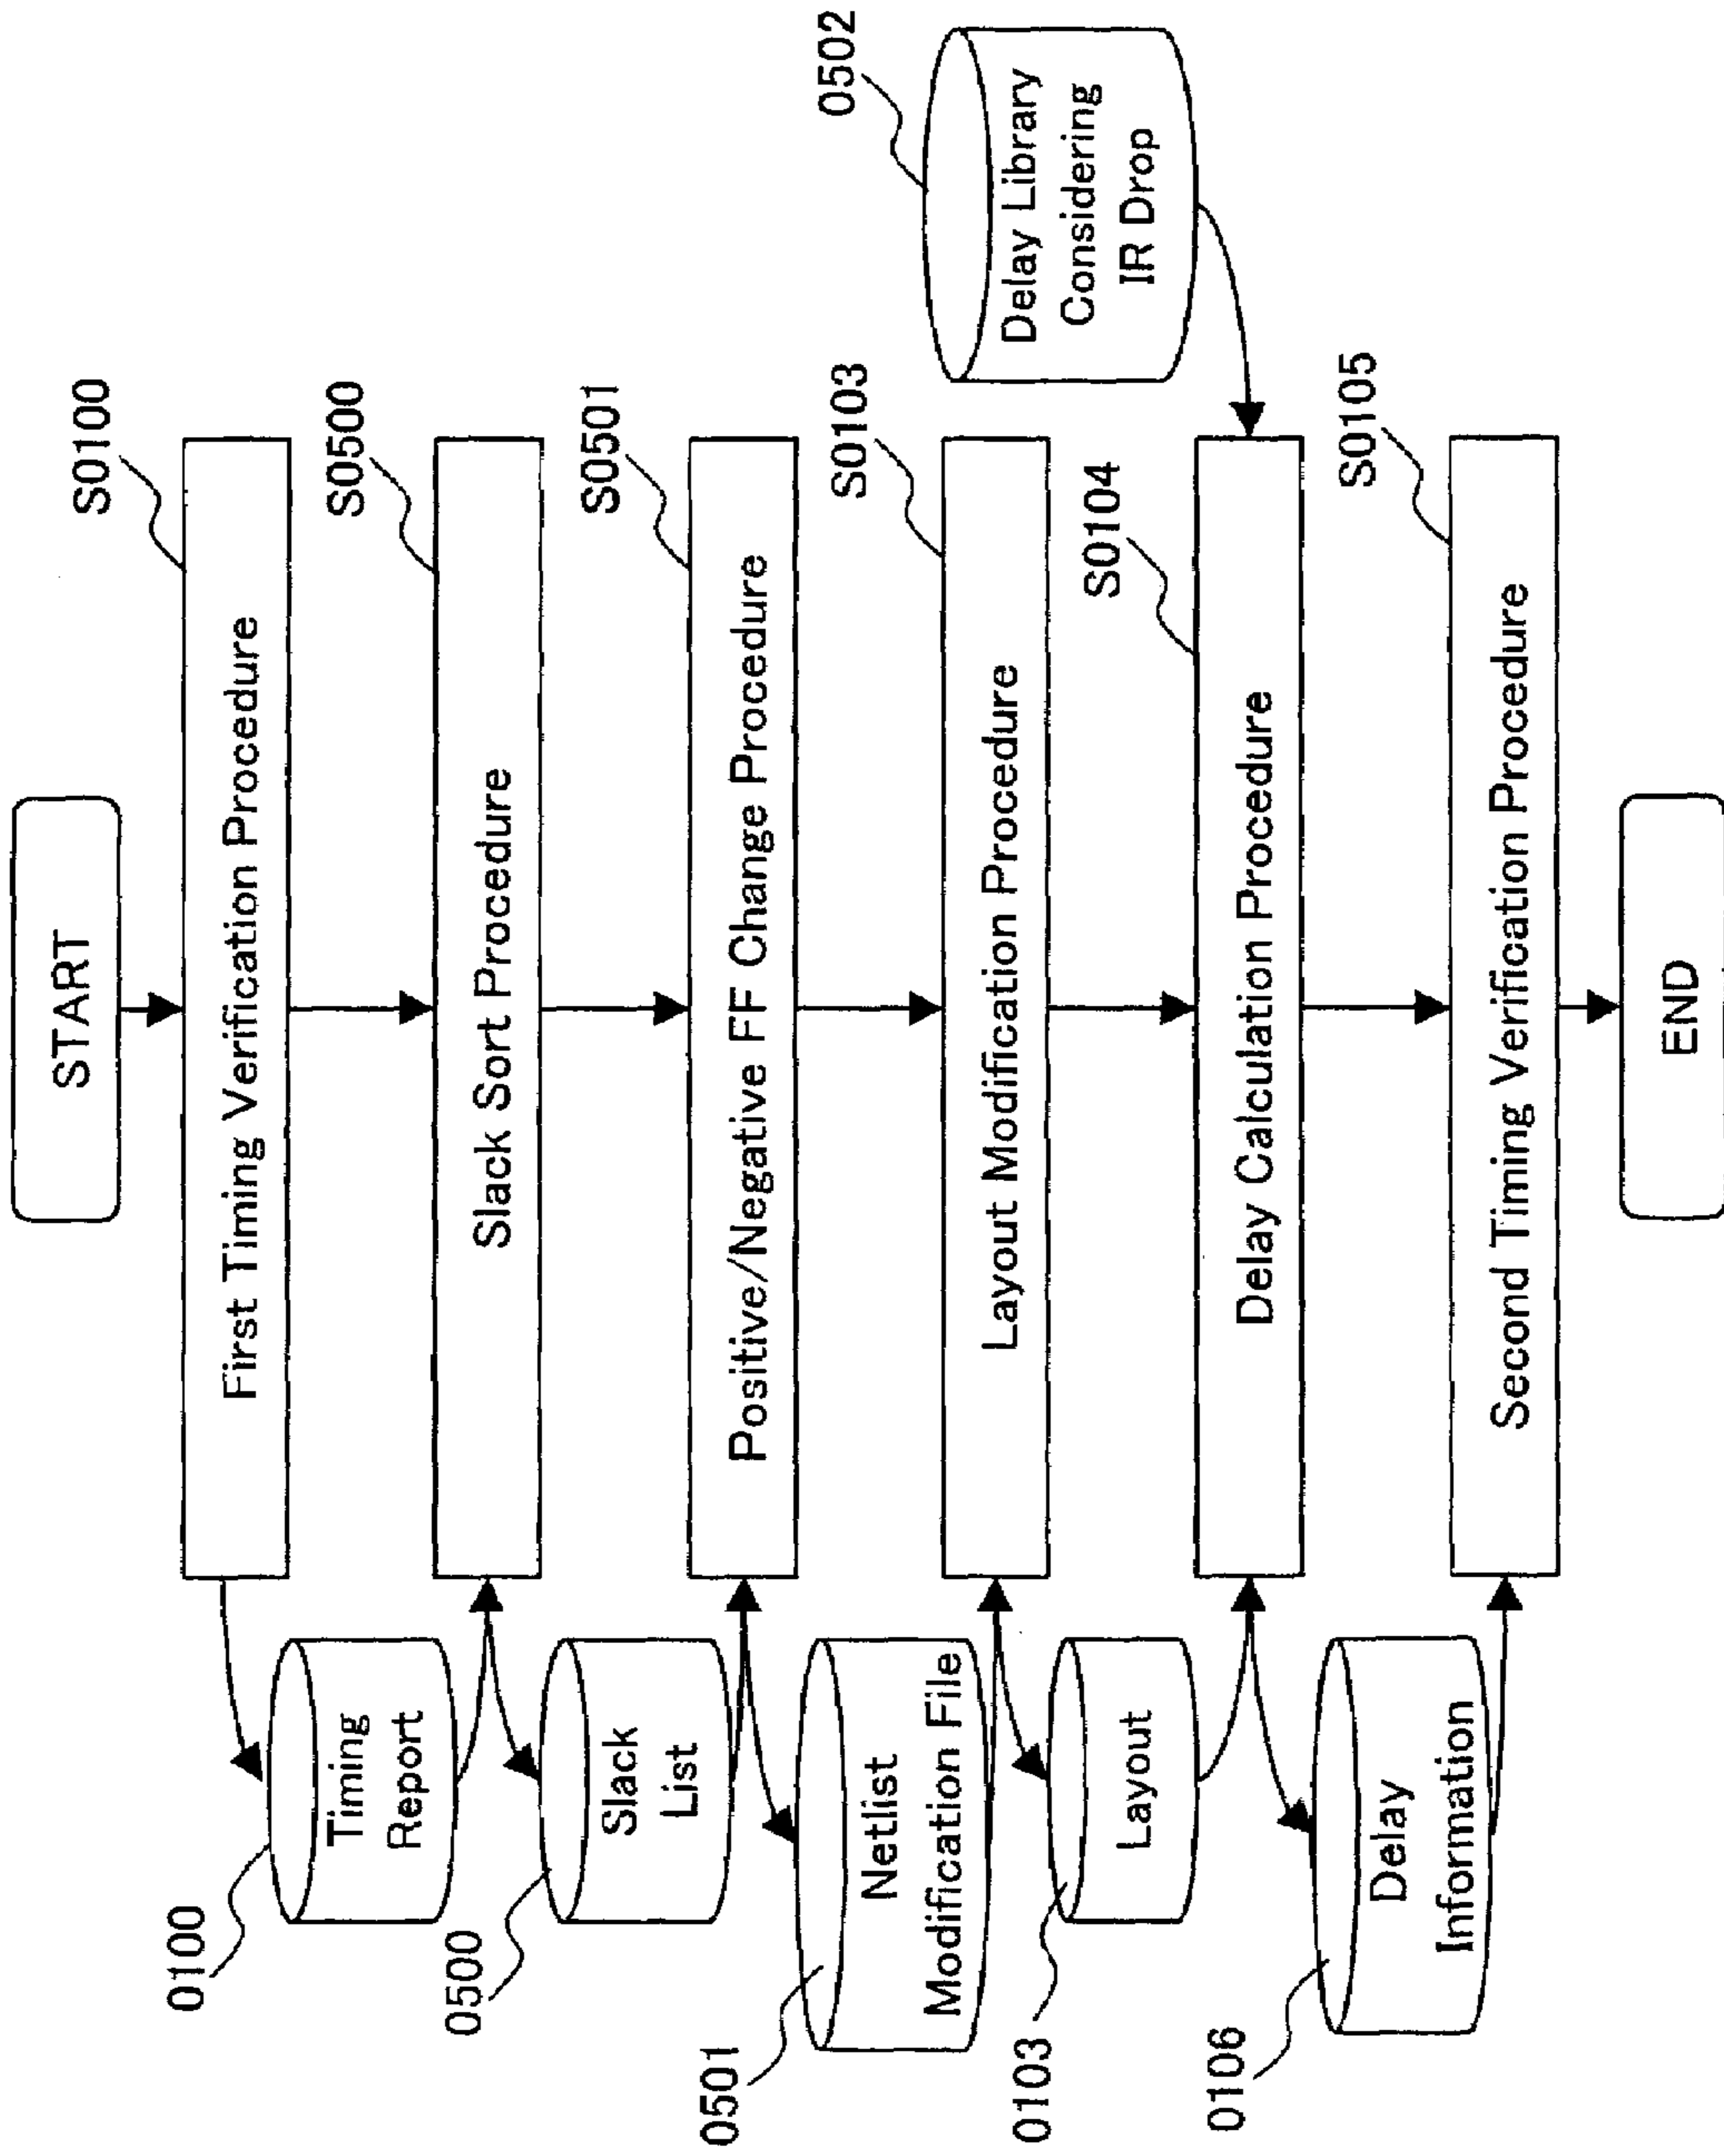 START
S0100
First Timing Verification Procedure
0100
Timing
Report
S0500
Slack Sort Procedure
0500
Slack
List
S0501
Positive/Negative FF Change Procedure
0501
Netlist
Modification File
S0103
Layout Modification Procedure
0103
Layout
0502
Delay Library
Considering
IR Drop
S0104
Delay Calculation Procedure
0106
Delay
Information
S0105
Second Timing Verification Procedure
END